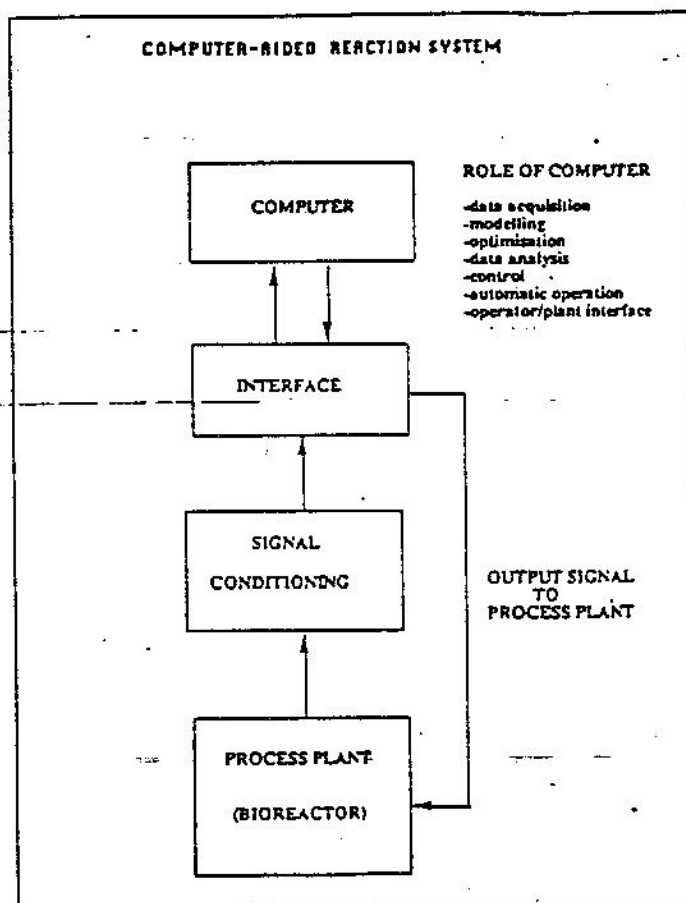 COMPUTER-AIDED REACTION SYSTEM
COMPUTER
ROLE OF COMPUTER
-data acquisition
-modelling
-optimisation
-data analysis
-control
-automatic operation
-operator/plant interface
INTERFACE
SIGNAL
CONDITIONING
OUTPUT SIGNAL
TO
PROCESS PLANT
PROCESS PLANT
(BIOREACTOR)